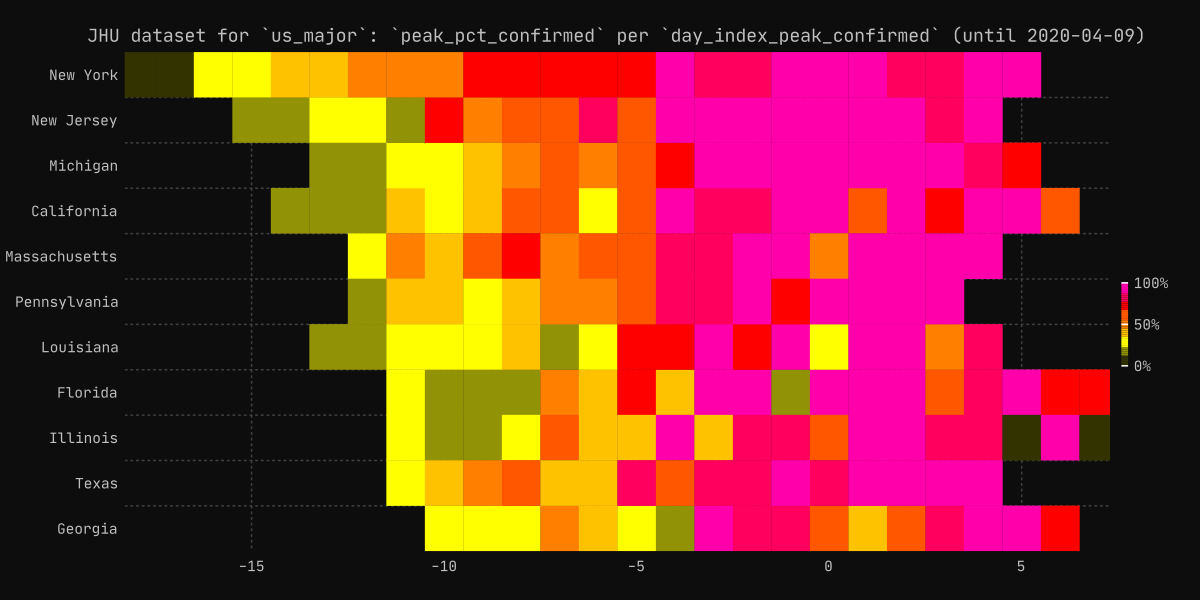 JHU dataset for `us_major`: `peak_pct_confirmed` per `day_index_peak_confirmed` (until 2020-04-09)
New York
New Jersey
Michigan
California
Massachusetts
Pennsylvania
Louisiana
Florida
Illinois
Texas
Georgia
100%
50%
0%
-15
-10
-5
0
5